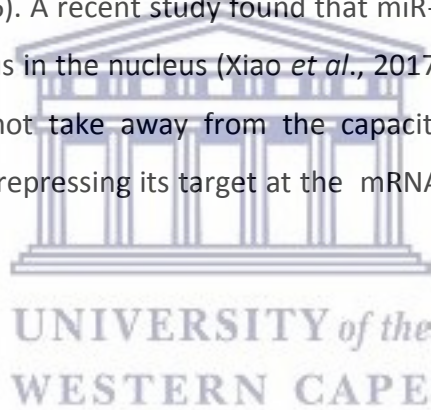 5). A recent study found that miR-
s in the nucleus (Xiao et al., 2017
not take away from the capacit
repressing its target at the mRNA
UNIVERSITY of the
WESTERN CAPE